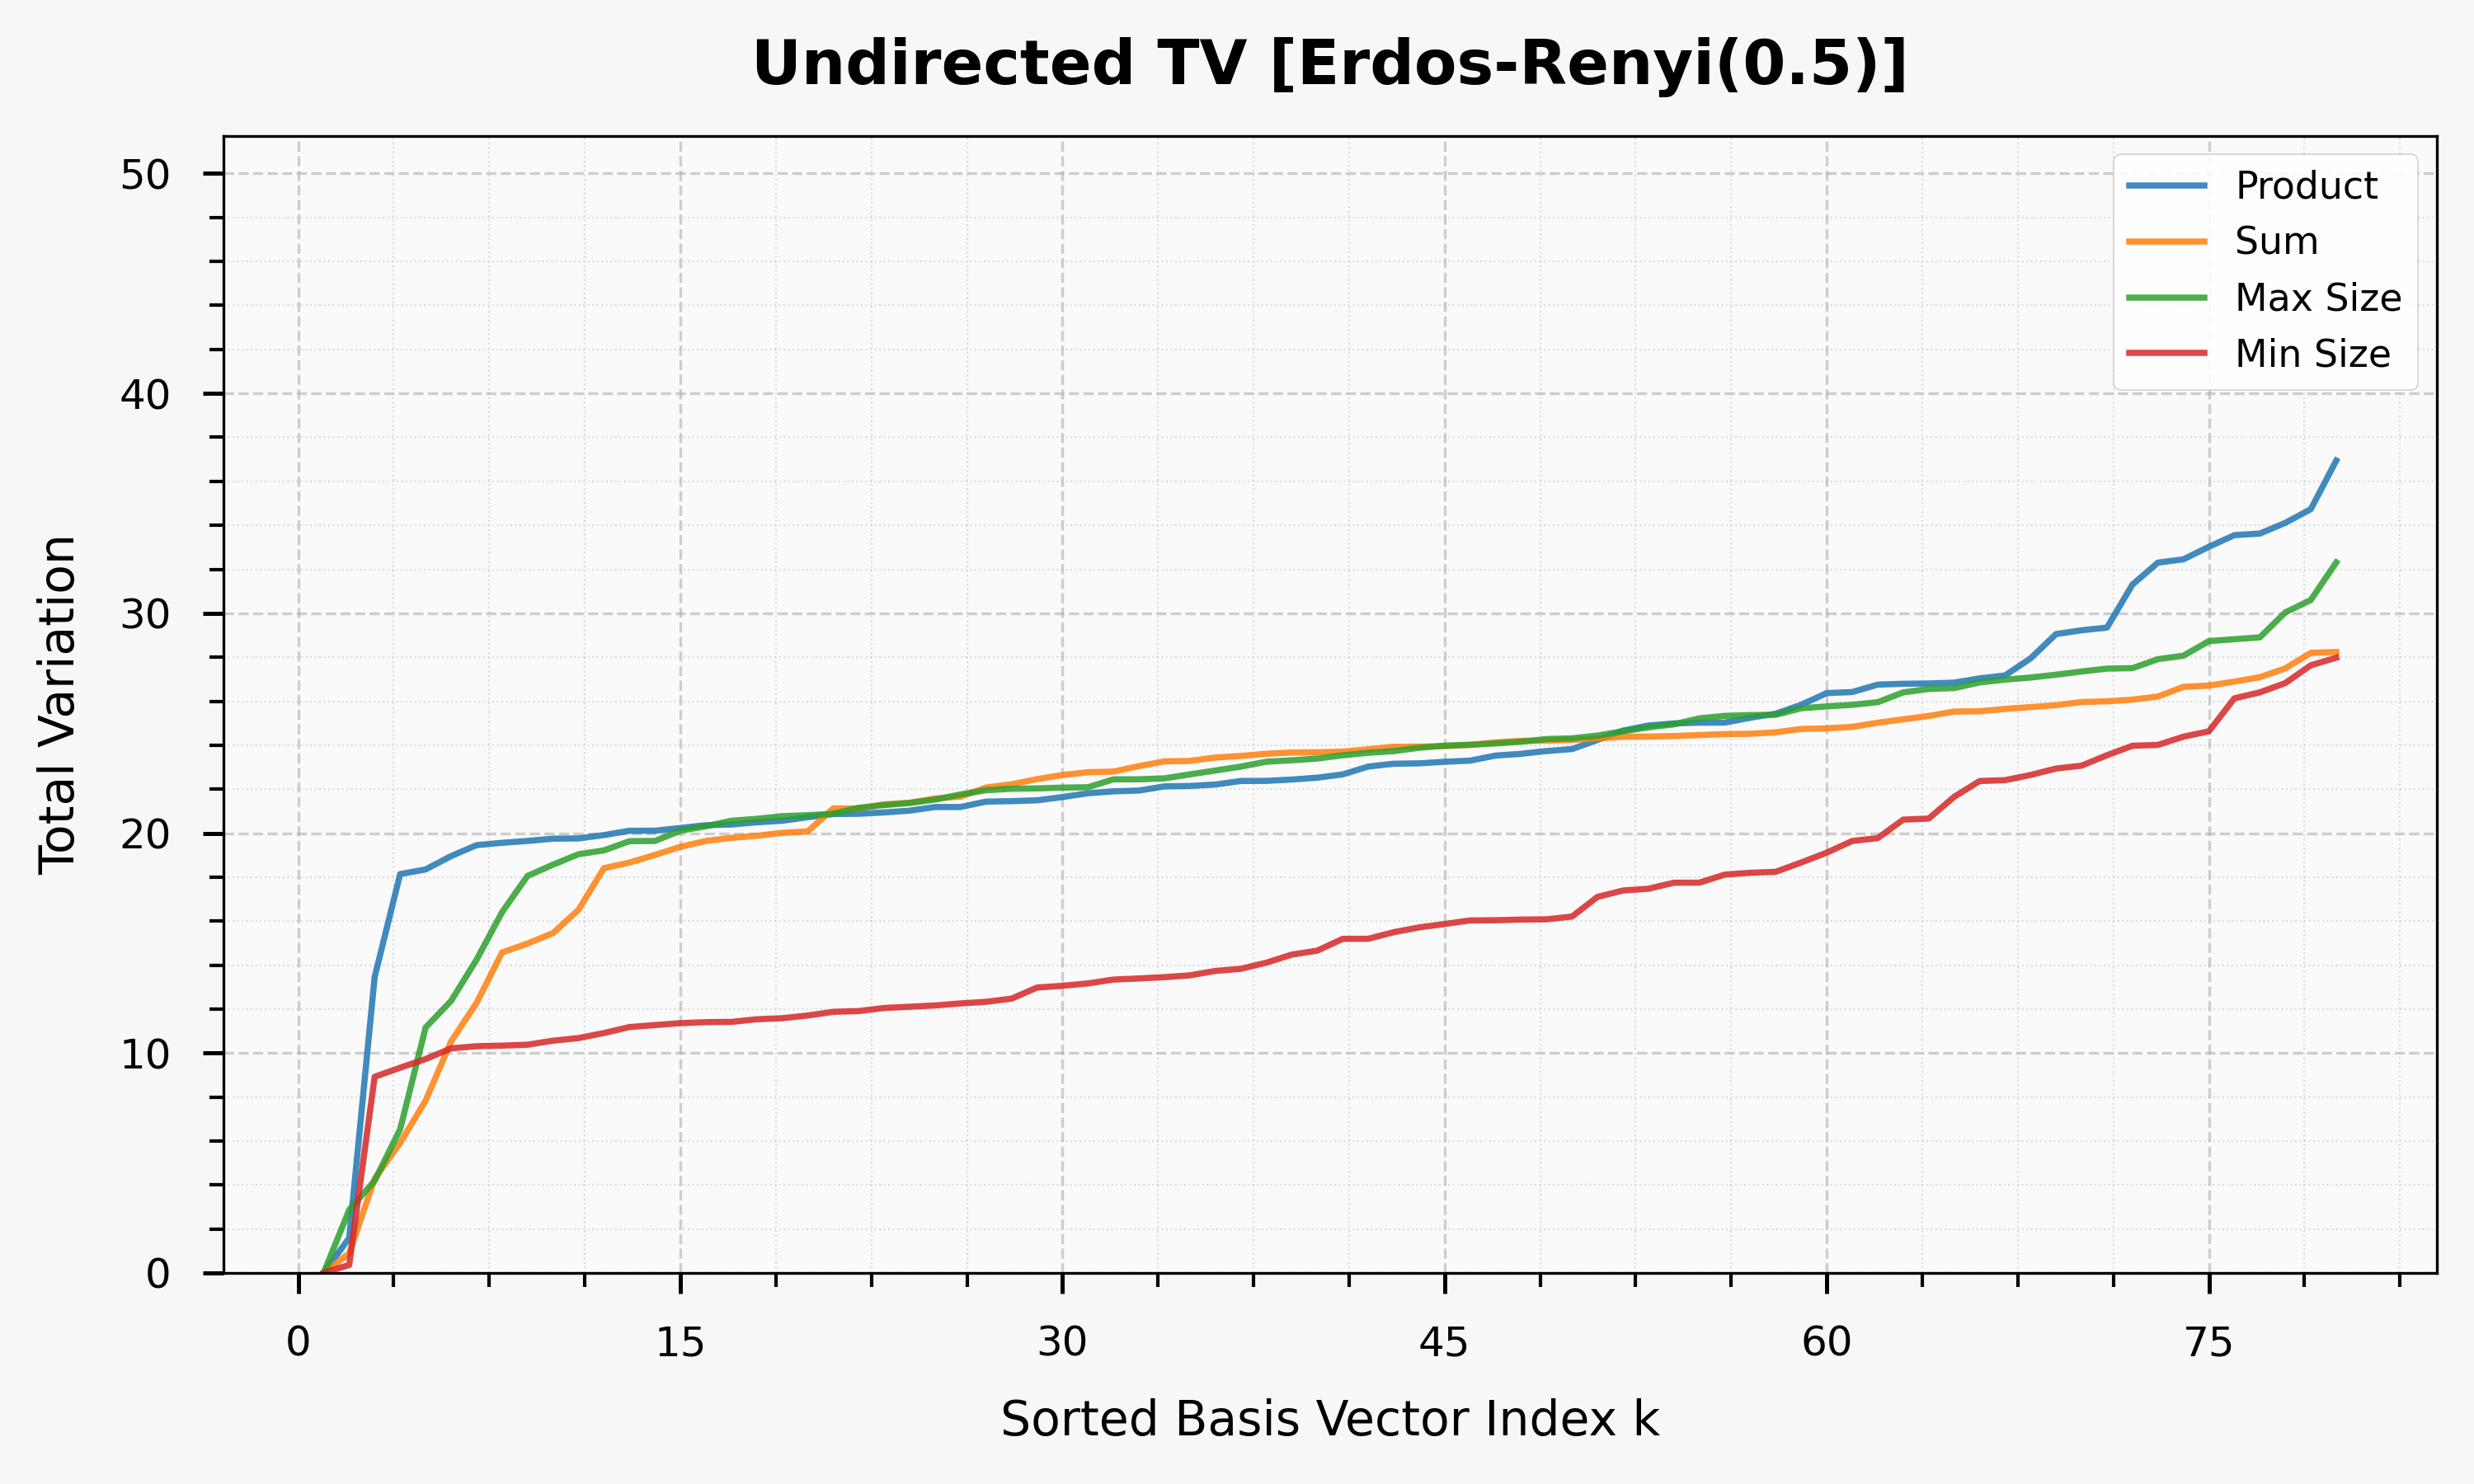 Undirected TV [Erdos-Renyi(0.5)]
Total Variation
50
40
30
20
10
0
Product
Sum
Max Size
Min Size
0 15 30 45 60 75
Sorted Basis Vector Index k